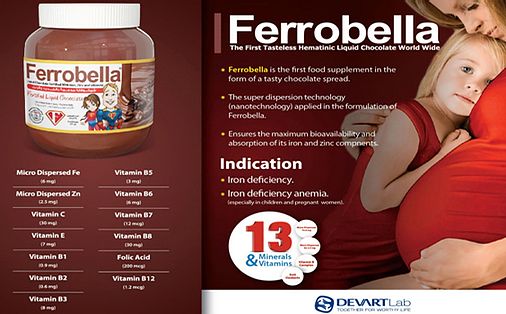 Ferrobella
Fortified Liquid Chocolate
Micro Dispersed Fe
(6 mg)
Micro Dispersed Zn
(2.5 mg)
Vitamin C
(30 mg)
Vitamin E
(7 mg)
Vitamin B1
(0.9 mg)
Vitamin B2
(0.6 mg)
Vitamin B3
(8 mg)
Vitamin B5
(3 mg)
Vitamin B6
(6 mg)
Vitamin B7
(12 mcg)
Vitamin B8
(30 mg)
Folic Acid
(200 mcg)
Vitamin B12
(1.2 mcg)
Ferrobella
The First Tasteless Hematinic Liquid Chocolate World Wide
• Ferrobella is the first food supplement in the
form of a tasty chocolate spread.
• The super dispersion technology
(nanotechnology) applied in the formulation of
Ferrobella.
• Ensures the maximum bioavailability and
absorption of its iron and zinc compnents.
Indication
• Iron deficiency.
• Iron deficiency anemia.
(especially in children and pregnant women).
13
Minerals
& Vitamins
DEVARTLab
TOGETHER FOR WORTHY LIFE